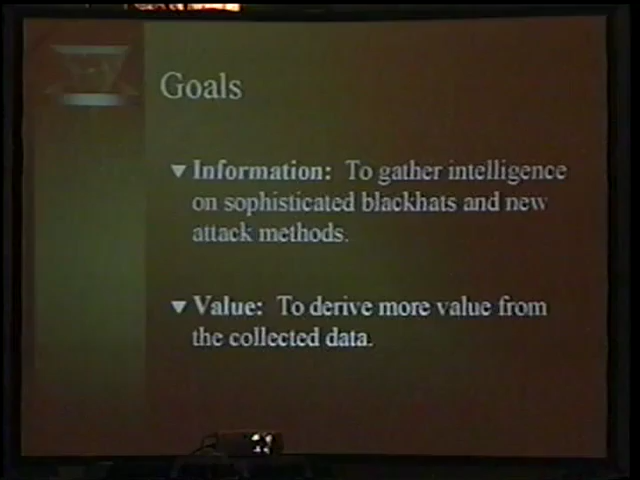 Goals
Information: To gather intelligence
on sophisticated blackhats and new
attack methods.
Value: To derive more value from
the collected data.